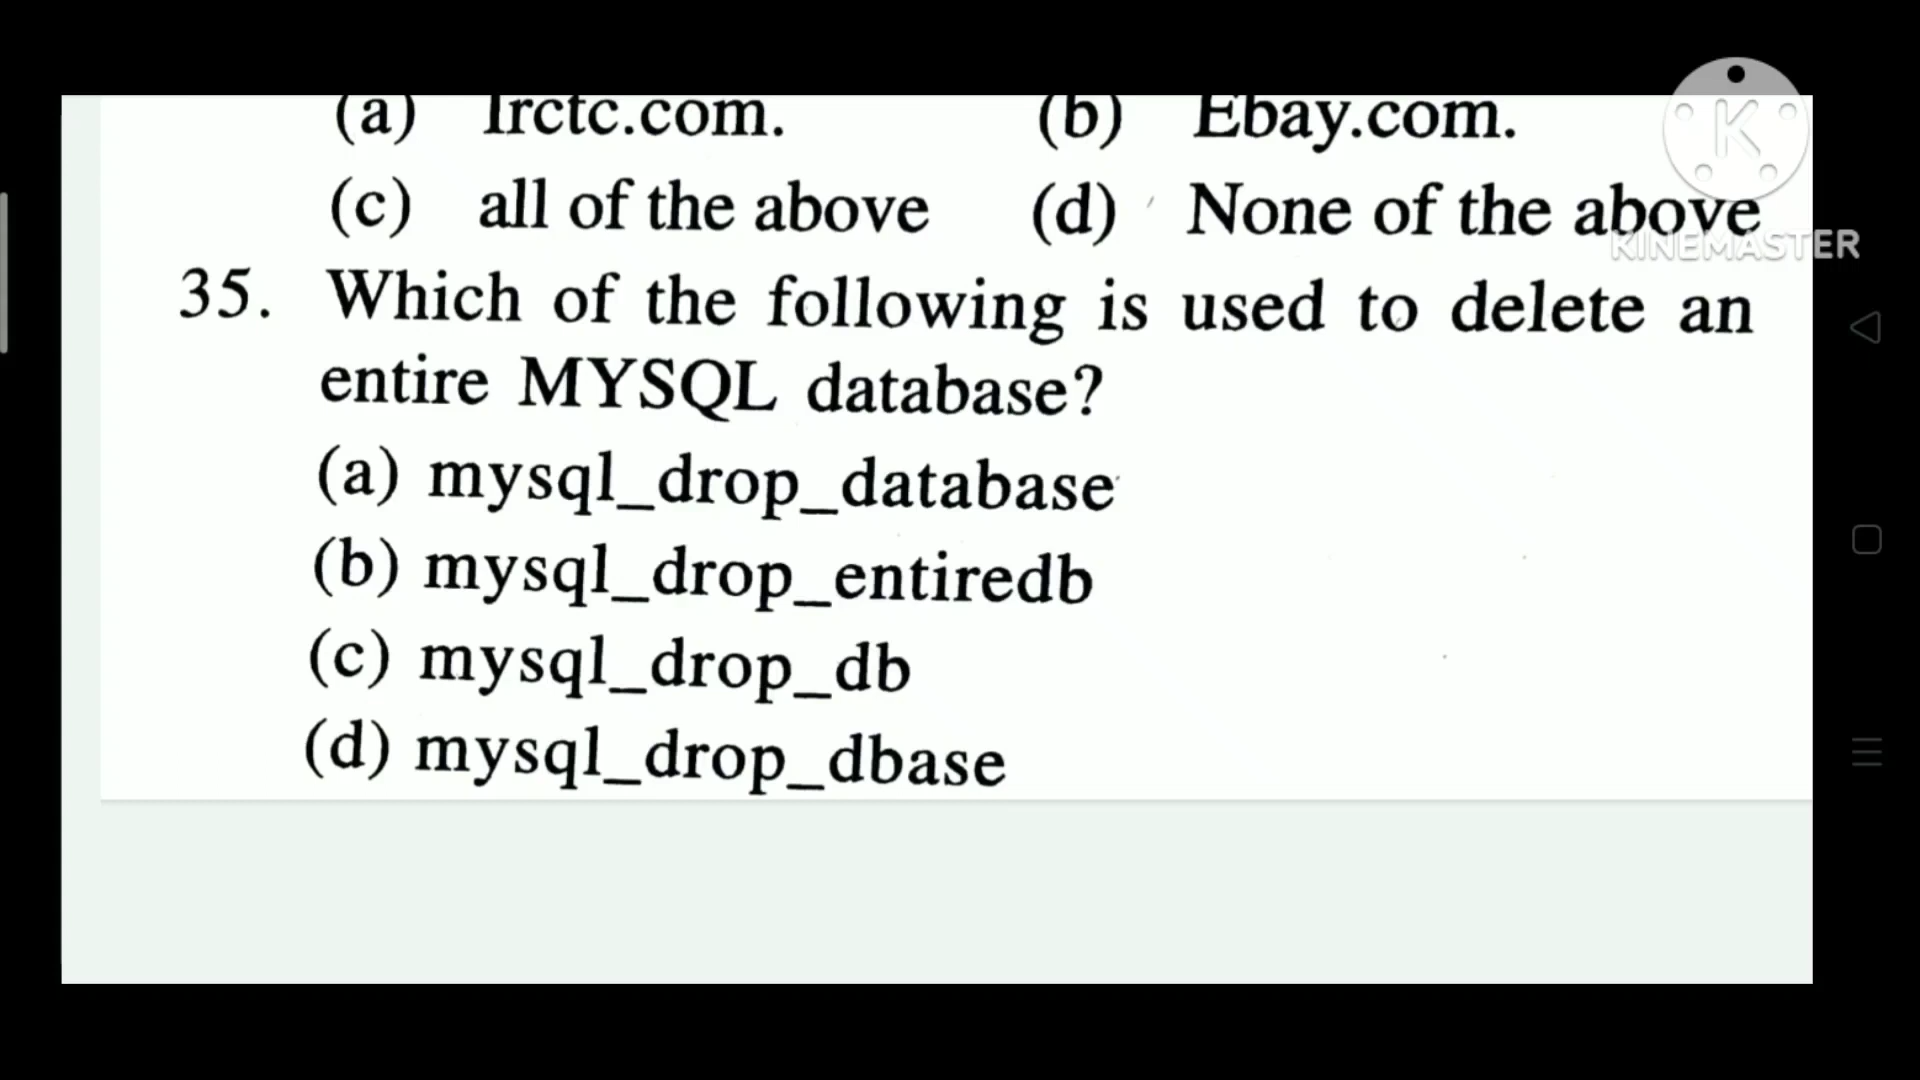 (a) Irctc.com. (b) Ebay.com.
(c) all of the above (d) None of the above
KINEMASTER
35. Which of the following is used to delete an
entire MYSQL database?
(a) mysql_drop_database
(b) mysql_drop_entiredb
(c) mysql_drop_db
(d) mysql_drop_dbase